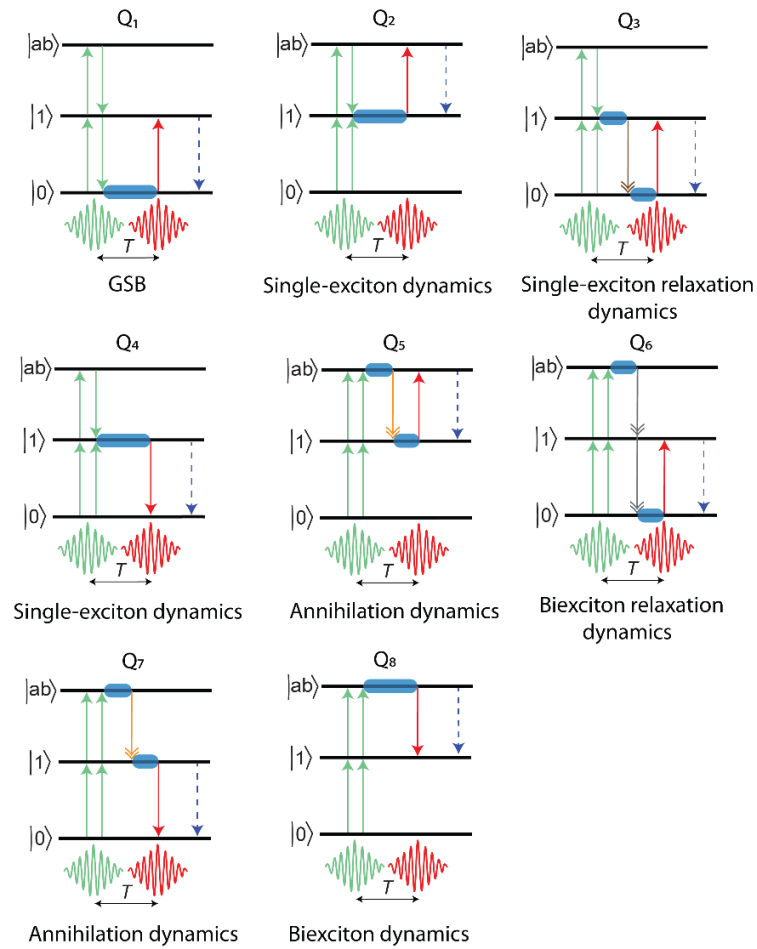 Q₁
|ab⟩
|1⟩
|0⟩
T
GSB
Q₂
|ab⟩
|1⟩
|0⟩
T
Single-exciton dynamics
Q₃
|ab⟩
|1⟩
|0⟩
T
Single-exciton relaxation
dynamics
Q₄
|ab⟩
|1⟩
|0⟩
T
Single-exciton dynamics
Q₅
|ab⟩
|1⟩
|0⟩
T
Annihilation dynamics
Q₆
|ab⟩
|1⟩
|0⟩
T
Biexciton relaxation
dynamics
Q₇
|ab⟩
|1⟩
|0⟩
T
Annihilation dynamics
Q₈
|ab⟩
|1⟩
|0⟩
T
Biexciton dynamics